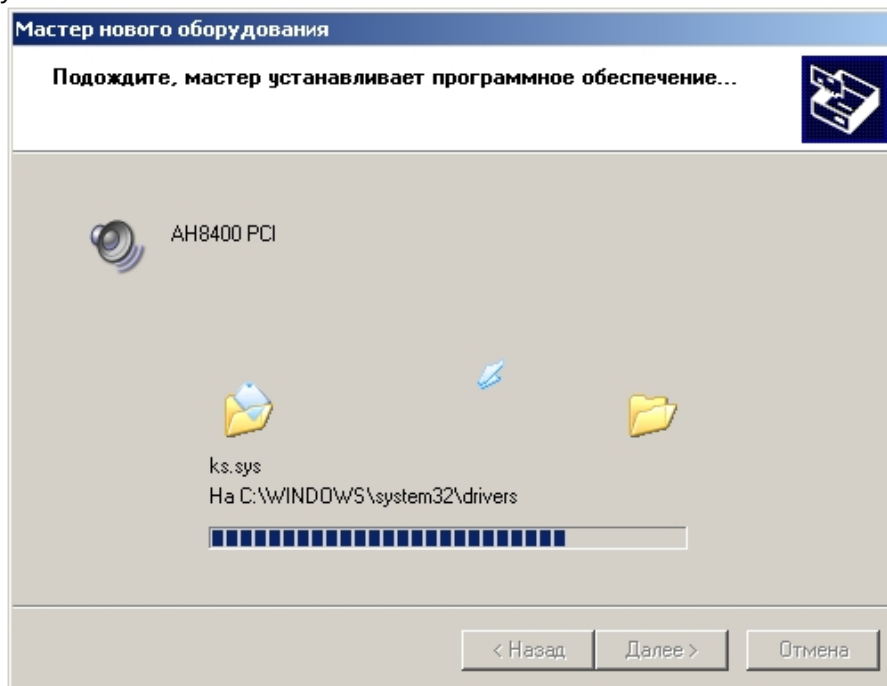 Мастер нового оборудования
Подождите, мастер устанавливает программное обеспечение...
AH8400 PCI
ks.sys
На C:\WINDOWS\system32\drivers
< Назад
Далее >
Отмена